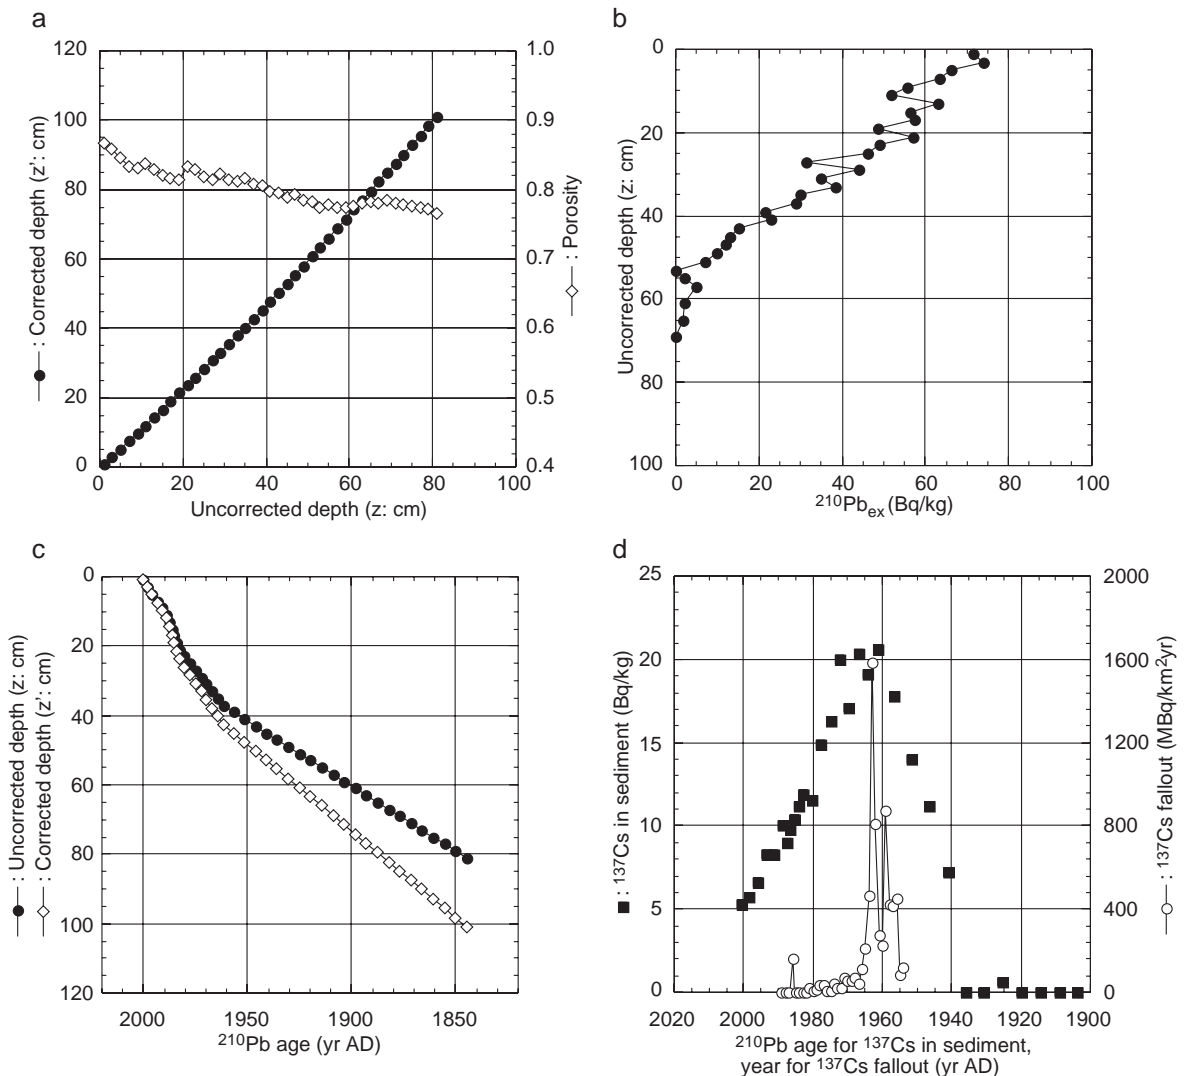 a
120
100
80
60
40
20
0
1.0
0.9
0.8
0.7
0.6
0.5
0.4
0 20 40 60 80 100
Uncorrected depth (z: cm)
: Corrected depth (z': cm)
: Porosity
b
0
20
40
60
80
100
0 20 40 60 80 100
Uncorrected depth (z: cm)
210Pbex (Bq/kg)
c
0
20
40
60
80
100
120
2000 1950 1900 1850
210Pb age (yr AD)
: Uncorrected depth (z: cm)
: Corrected depth (z': cm)
d
25
20
15
10
5
0
2000
1600
1200
800
400
0
2020 2000 1980 1960 1940 1920 1900
: 137Cs in sediment (Bq/kg)
: 137Cs fallout (MBq/km2yr)
210Pb age for 137Cs in sediment,
year for 137Cs fallout (yr AD)